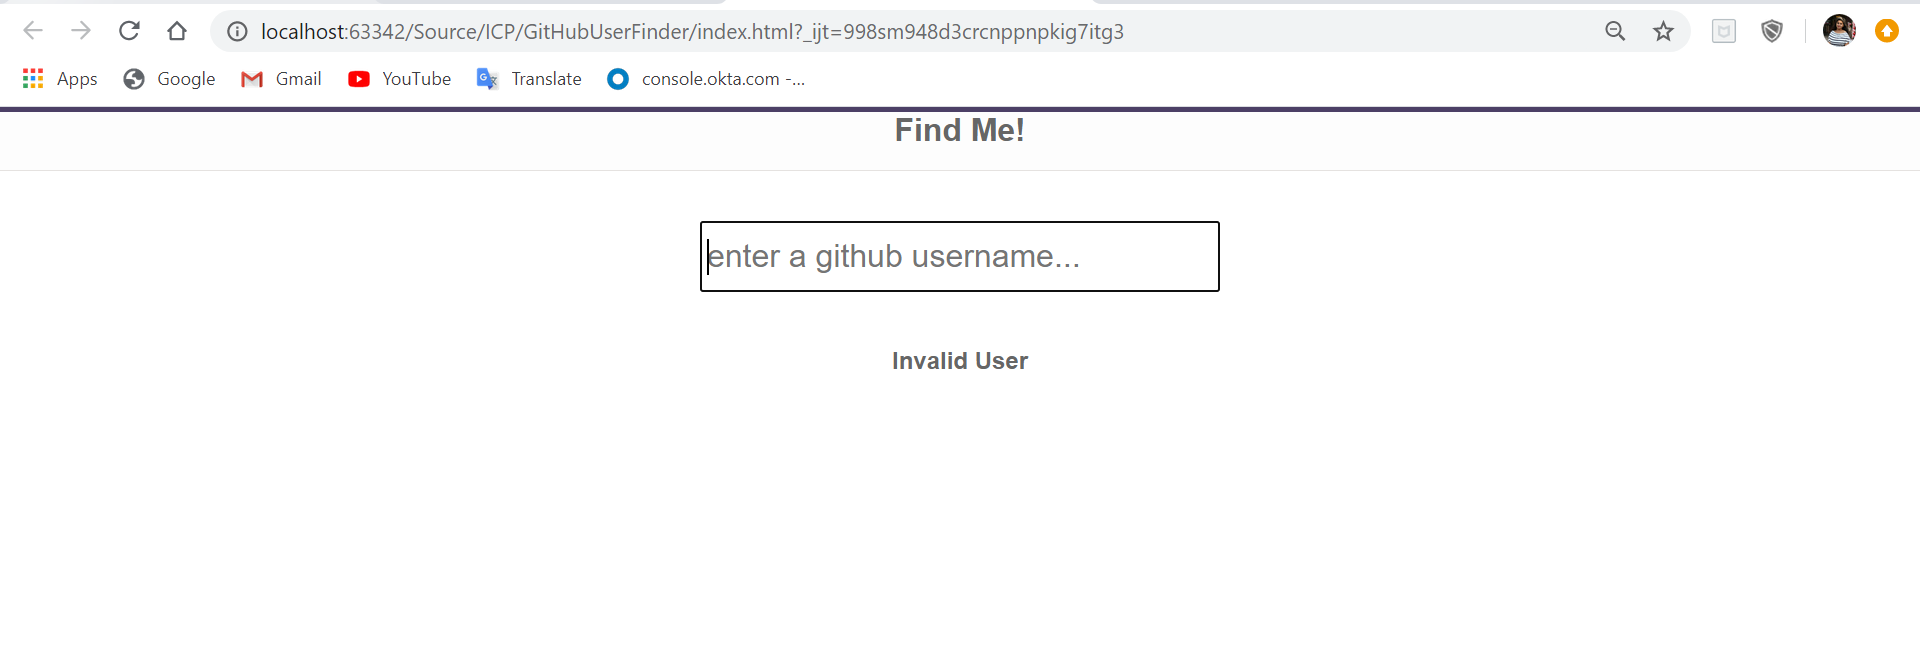 localhost:63342/Source/ICP/GitHubUserFinder/index.html?_ijt=998sm948d3crcnppnpkig7itg3
Apps Google Gmail YouTube Translate console.okta.com -...
Find Me!
enter a github username...
Invalid User